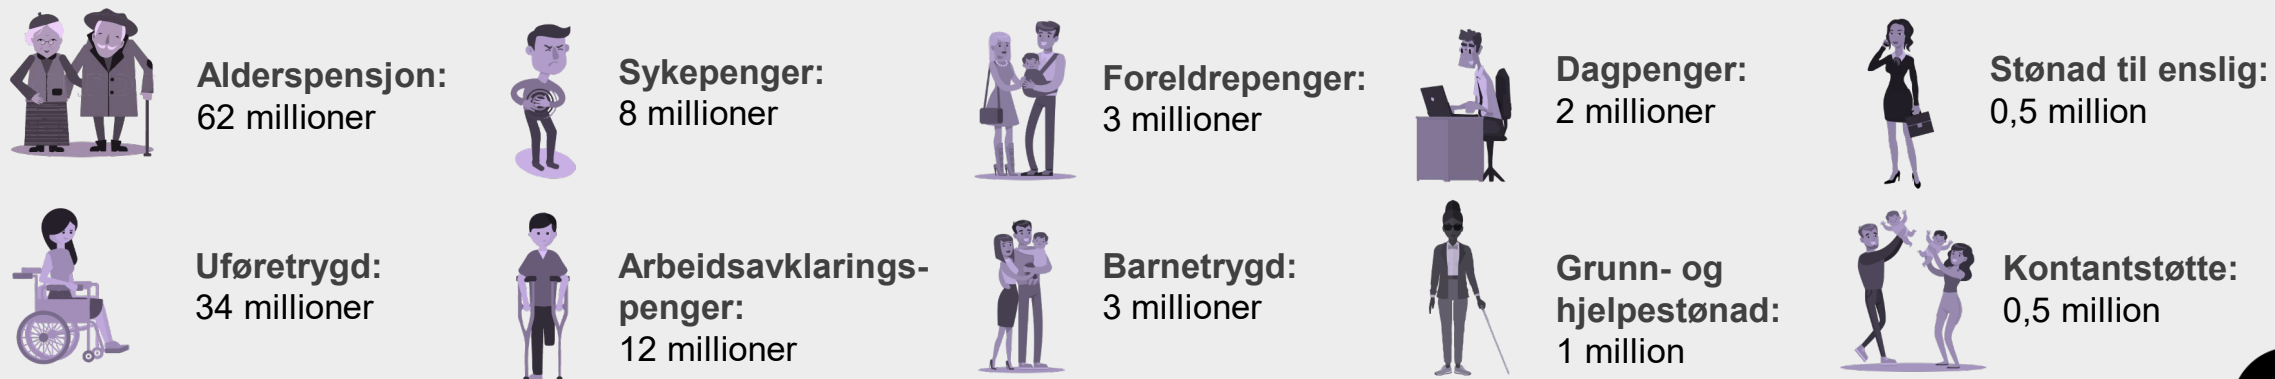 Alderspensjon:
62 millioner
Sykepenger:
8 millioner
Foreldrepenger:
3 millioner
Dagpenger:
2 millioner
Stønad til enslig:
0,5 million
Uføretrygd:
34 millioner
Arbeidsavklarings-
penger:
12 millioner
Barnetrygd:
3 millioner
Grunn- og
hjelpestønad:
1 million
Kontantstøtte:
0,5 million